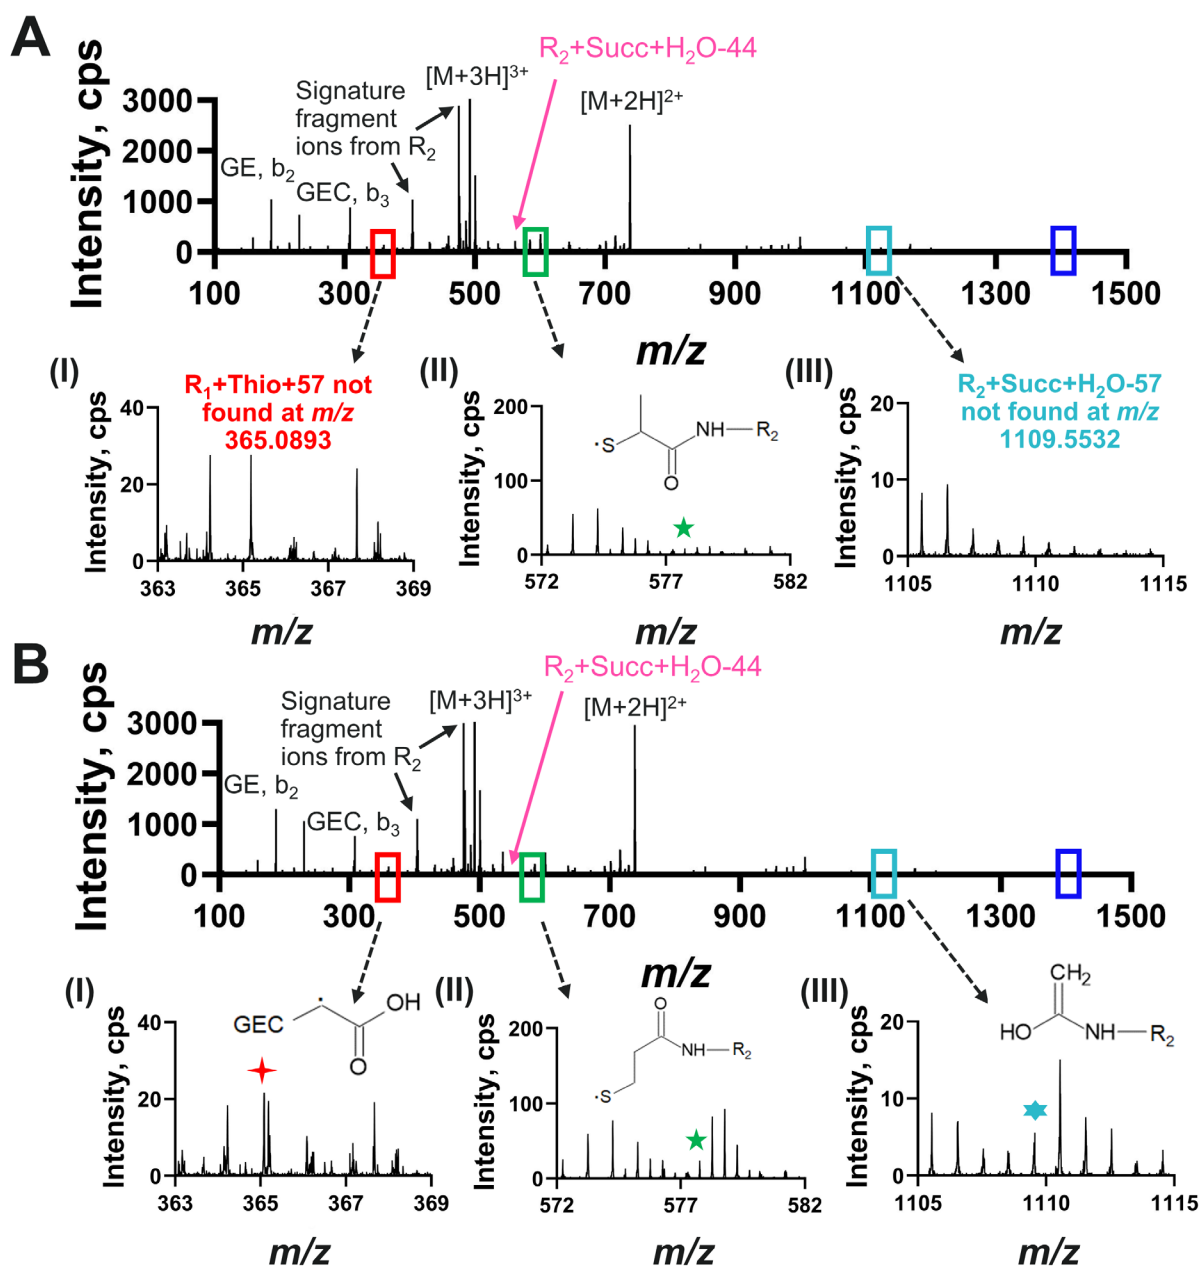 A
R2+Succ+H2O-44
[M+3H]3+
Signature
fragment
ions from R2
[M+2H]2+
GE, b2
GEC, b3
Intensity, cps
3000
2000
1000
0
100 300 500 700 900 1100 1300 1500
m/z
(I)
R1+Thio+57 not
found at m/z
365.0893
Intensity, cps
40
20
0
363 365 367 369
m/z
(II)
Intensity, cps
200
100
0
·S
NH
R2
O
572 577 582
m/z
(III)
R2+Succ+H2O-57
not found at m/z
1109.5532
Intensity, cps
20
10
0
1105 1110 1115
m/z
B
R2+Succ+H2O-44
[M+3H]3+
Signature
fragment
ions from R2
[M+2H]2+
GE, b2
GEC, b3
Intensity, cps
3000
2000
1000
0
100 300 500 700 900 1100 1300 1500
m/z
(I)
Intensity, cps
40
20
0
GEC
·
OH
O
363 365 367 369
m/z
(II)
Intensity, cps
200
100
0
O
NH
R2
·S
572 577 582
m/z
(III)
Intensity, cps
20
10
0
CH2
HO
NH
R2
1105 1110 1115
m/z